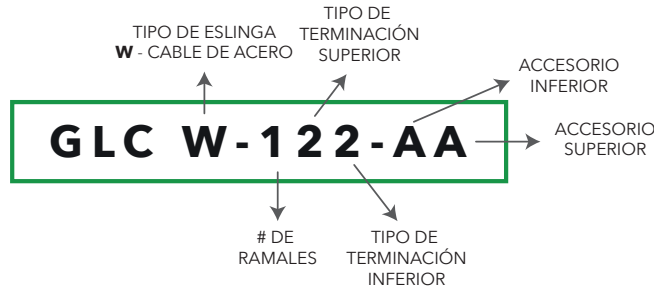 TIPO DE ESLINGA
W - CABLE DE ACERO
TIPO DE
TERMINACIÓN
SUPERIOR
ACCESORIO
INFERIOR
GLC W-122-AA
ACCESORIO
SUPERIOR
# DE
RAMALES
TIPO DE
TERMINACIÓN
INFERIOR